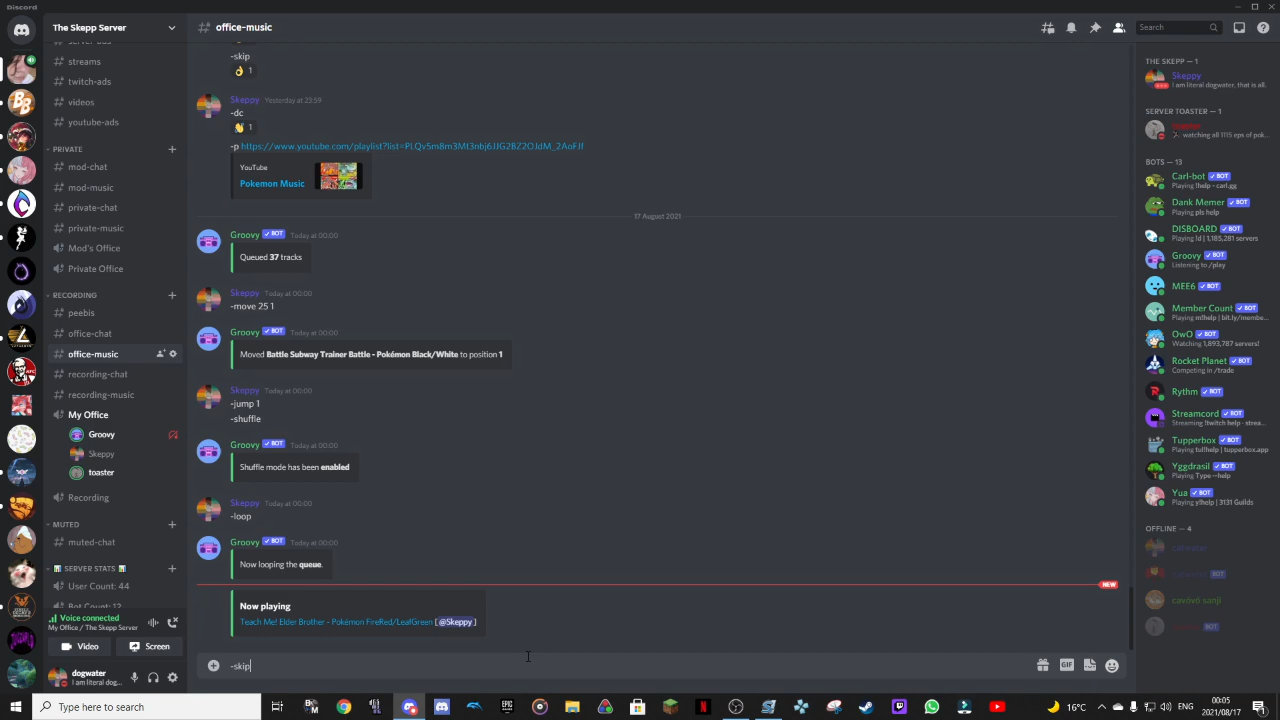 Discord
The Skepp Server
office-music
Search
streams
twitch-ads
videos
youtube-ads
PRIVATE
mod-chat
mod-music
private-chat
private-music
Mod's Office
Private Office
RECORDING
peebis
office-chat
office-music
recording-chat
recording-music
My Office
Groovy
Skeppy
toaster
Recording
MUTED
muted-chat
SERVER STATS
User Count: 44
Bot Count: 12
Voice connected
My Office / The Skepp Server
Video
Screen
dogwater
I am literal dog...
-skip
1
Skeppy Yesterday at 23:59
-dc
1
-p https://www.youtube.com/playlist?list=PLQv5m8m3Mt3nbj6JJG2BZ2OJdM_2AoFJf
YouTube
Pokemon Music
17 August 2021
Groovy BOT Today at 00:00
Queued 37 tracks
Skeppy Today at 00:00
-move 25 1
Groovy BOT Today at 00:00
Moved Battle Subway Trainer Battle - Pokémon Black/White to position 1
Skeppy Today at 00:00
-jump 1
-shuffle
Groovy BOT Today at 00:00
Shuffle mode has been enabled
Skeppy Today at 00:00
-loop
Groovy BOT Today at 00:00
Now looping the queue.
NEW
Now playing
Teach Me! Elder Brother - Pokémon FireRed/LeafGreen [@Skeppy]
-skip
GIF
THE SKEPP — 1
Skeppy
I am literal dogwater, that is all.
SERVER TOASTER — 1
watching all 1115 eps of pok...
BOTS — 13
Carl-bot BOT
Playing !help - carl.gg
Dank Memer BOT
Playing pls help
DISBOARD BOT
Playing !d | 1,185,281 servers
Groovy BOT
Listening to /play
MEE6 BOT
Member Count BOT
Playing m!help | bit.ly/membe...
OwO BOT
Watching 1,893,787 servers!
Rocket Planet BOT
Competing in /trade
Rythm BOT
Streamcord BOT
Streaming !twitch help - strea...
Tupperbox BOT
Playing tul!help | tupperbox.app
Yggdrasil BOT
Playing Type --help
Yua BOT
Playing y!help | 3131 Guilds
OFFLINE — 4
cavovo sanji
Type here to search
16°C
ENG
00:05
2021/08/17